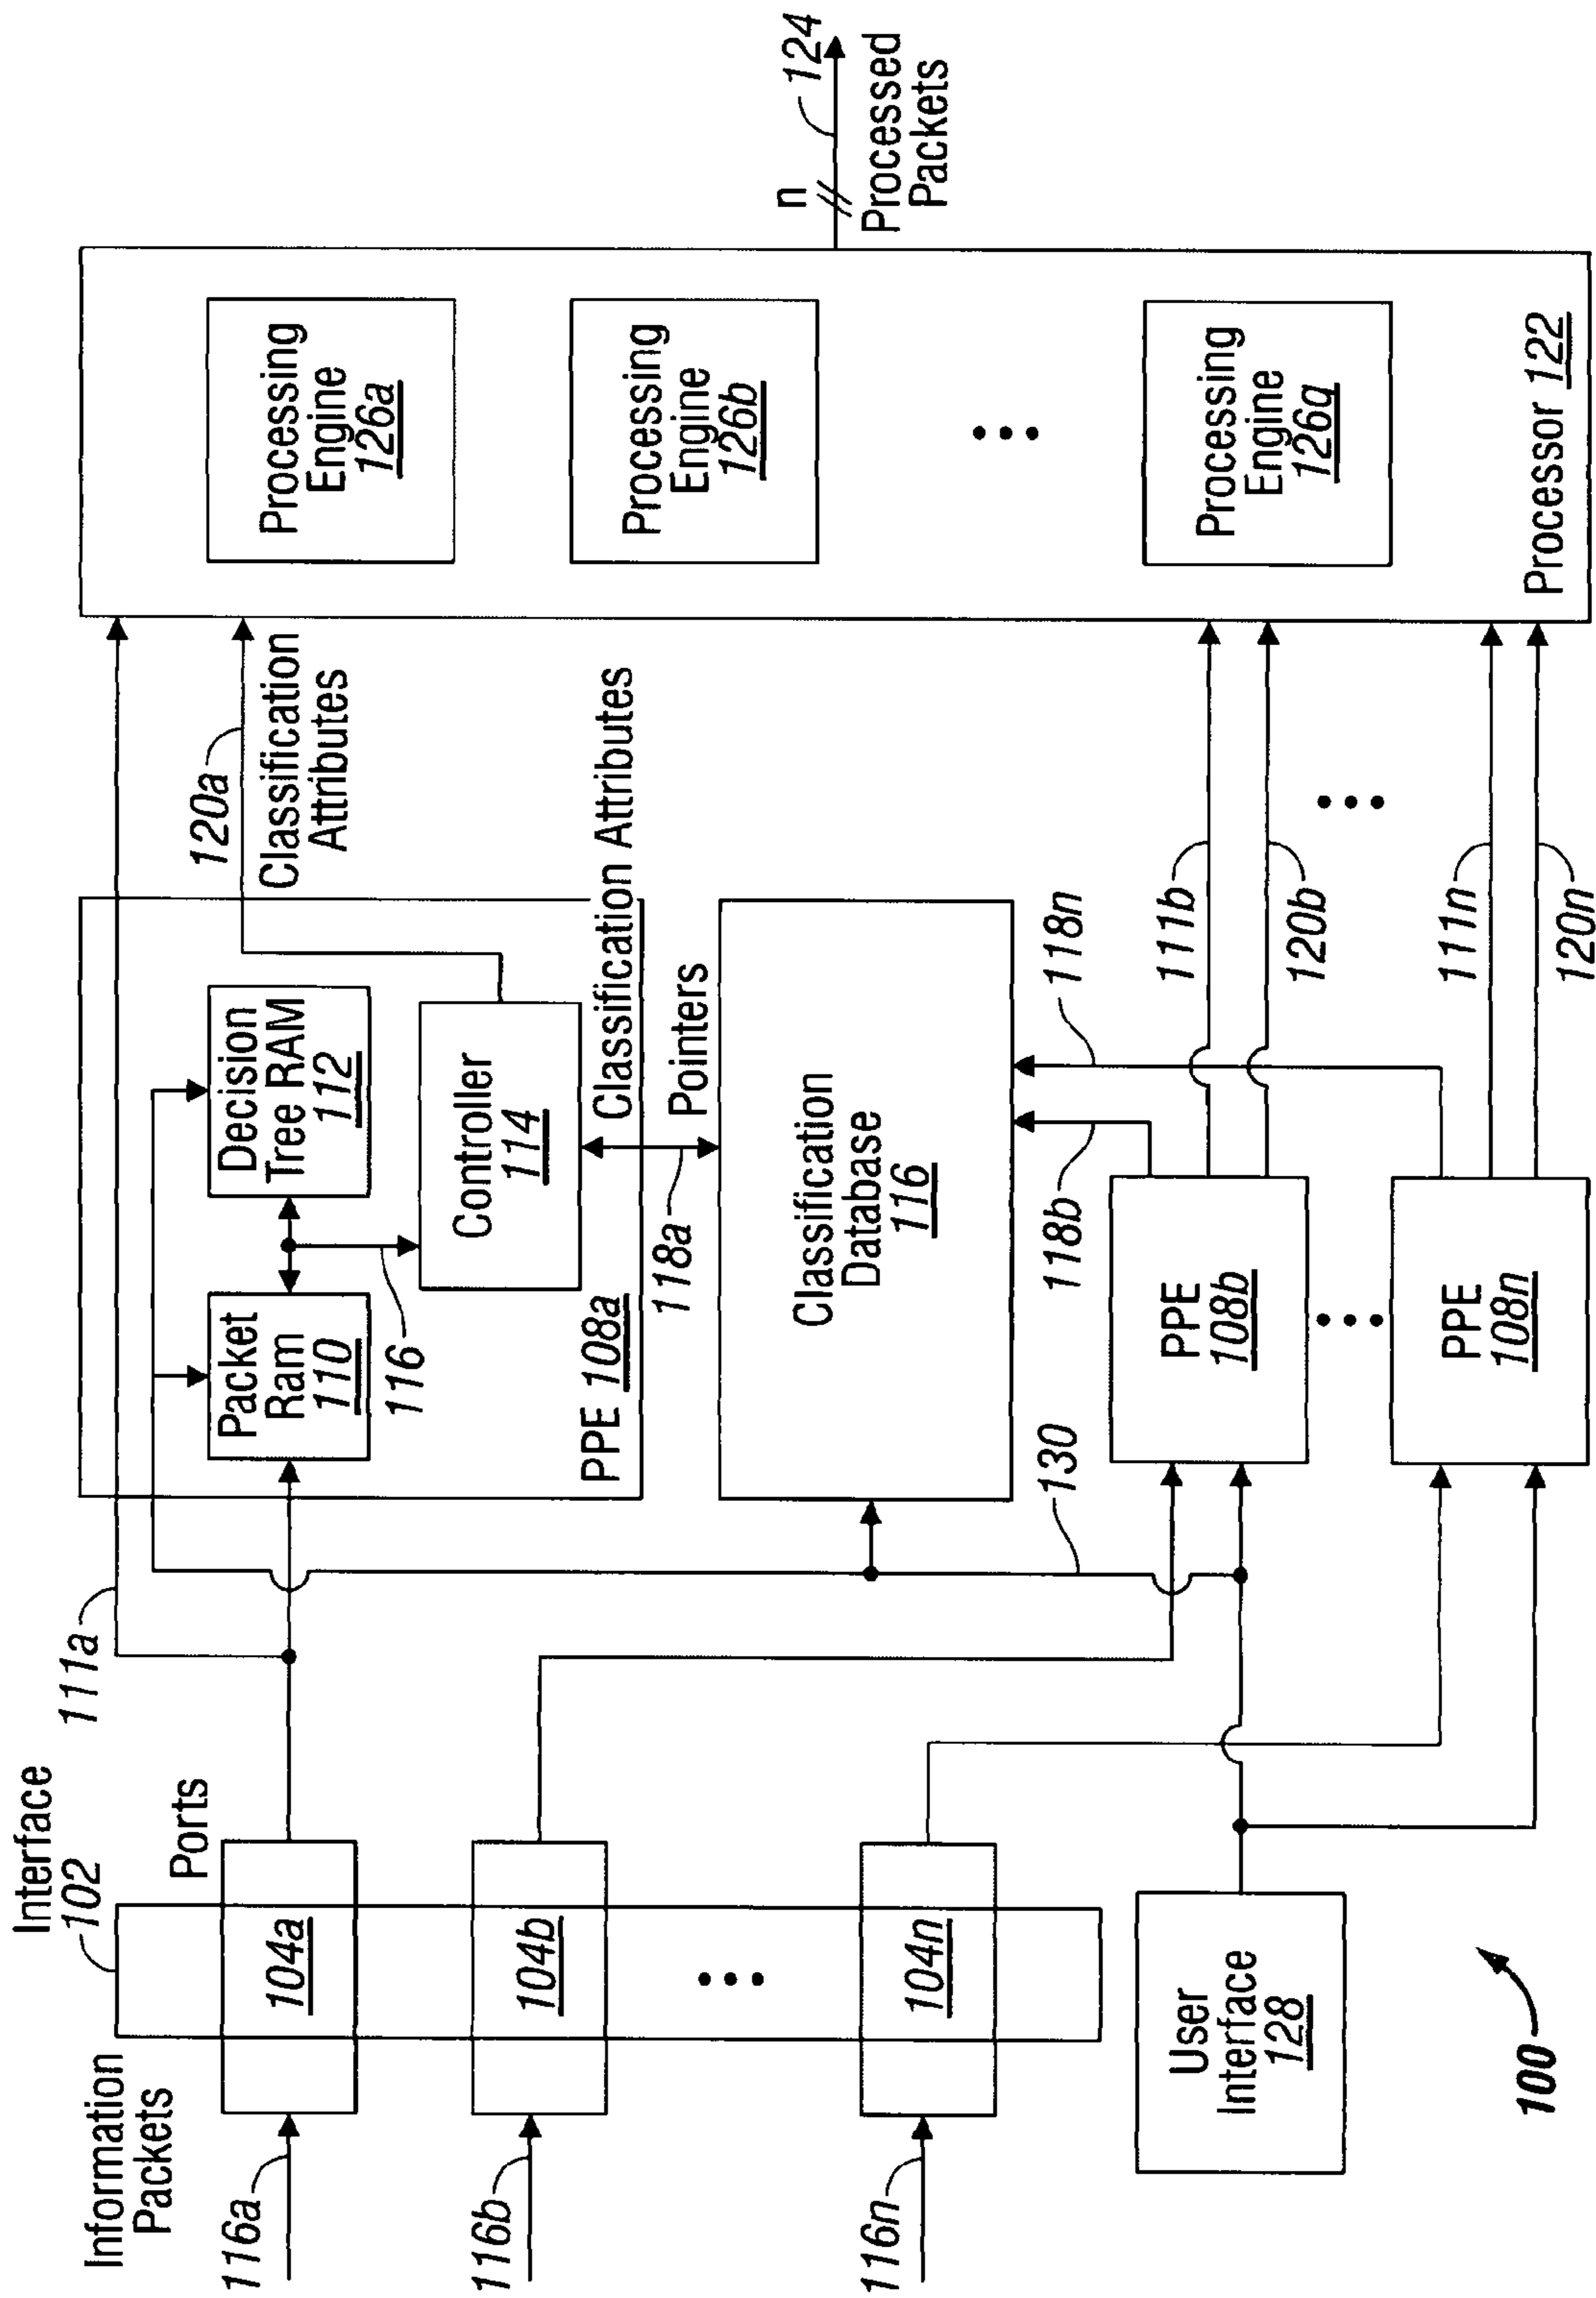 Interface
102
Information
Packets
Ports
116a
104a
116b
104b
116n
104n
User
Interface
128
100
111a
130
Packet
Ram
110
Decision
Tree RAM
112
116
Controller
114
PPE 108a
Classification Attributes
118a
Pointers
Classification
Database
116
118b
118n
PPE
108b
PPE
108n
120a
Classification
Attributes
111b
120b
111n
120n
Processing
Engine
126a
Processing
Engine
126b
Processing
Engine
126q
Processor 122
n
124
Processed
Packets